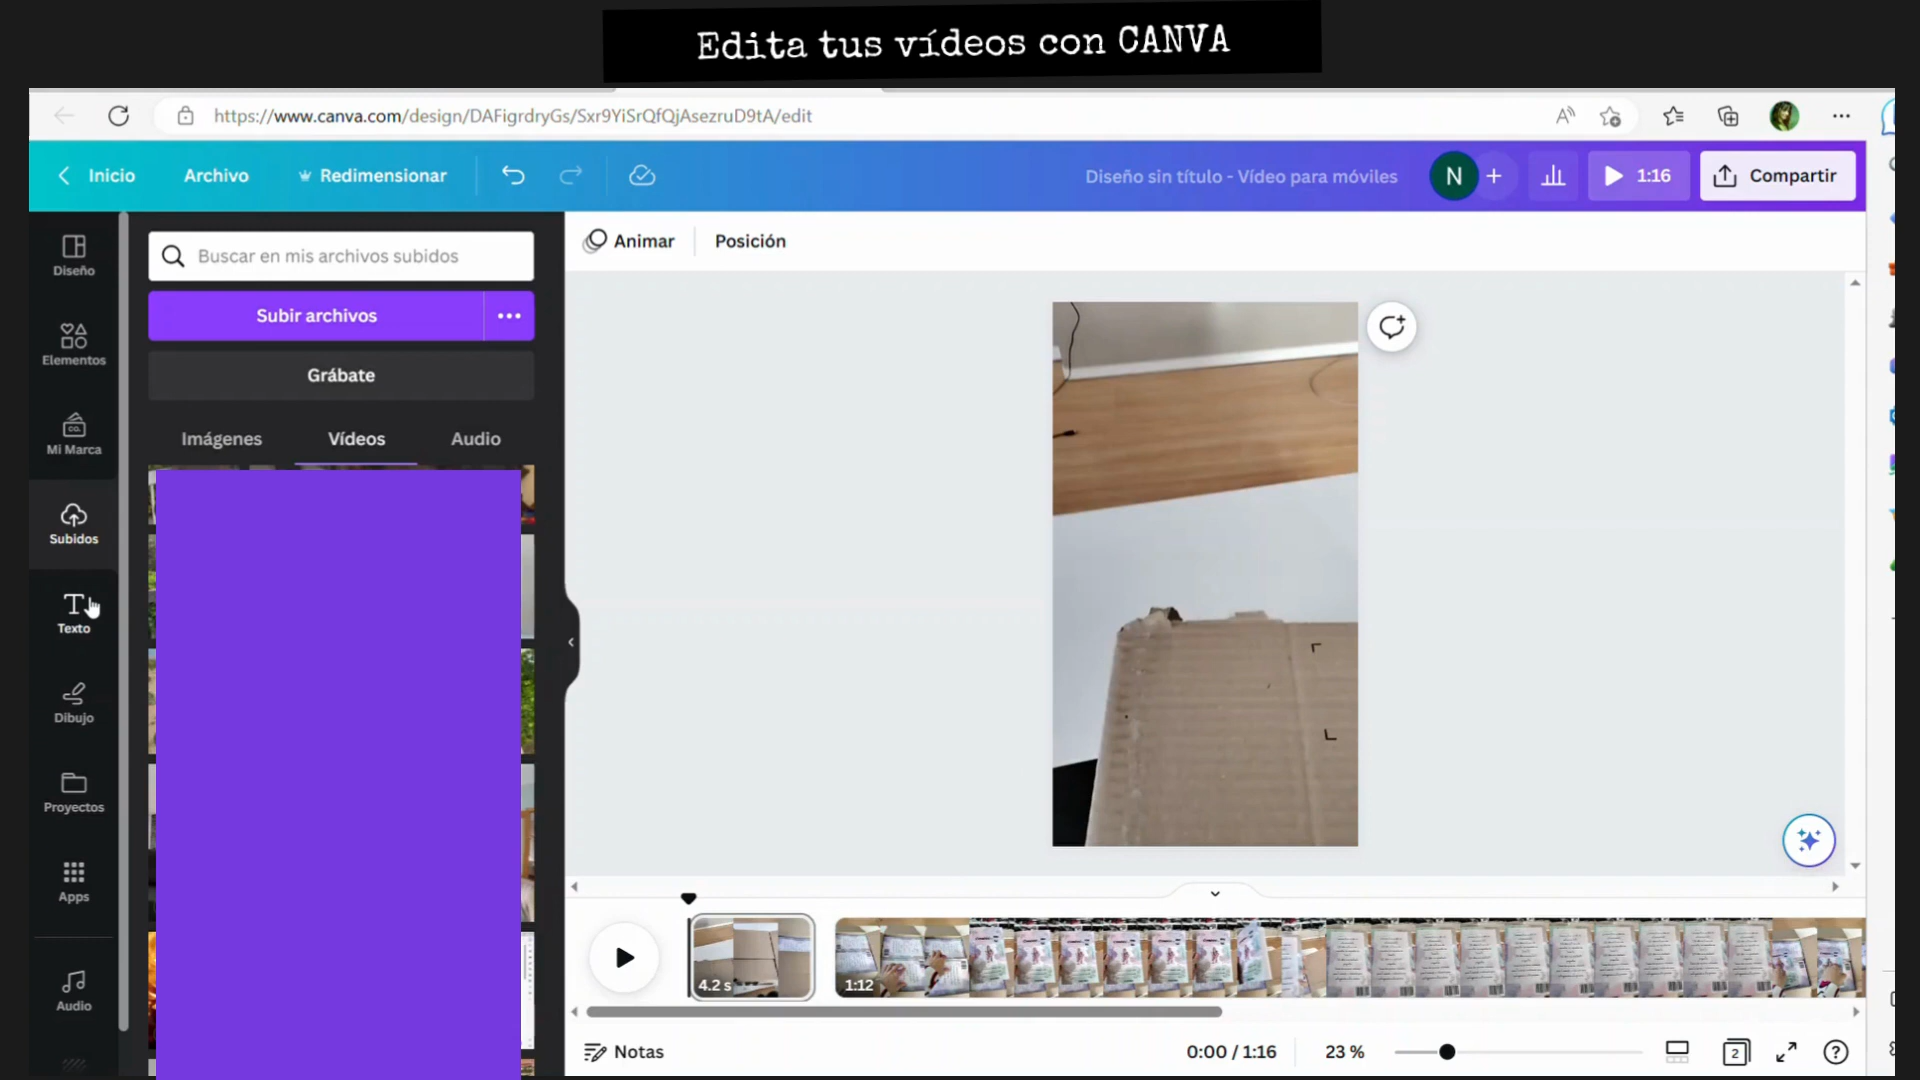 Edita tus vídeos con CANVA
https://www.canva.com/design/DAFigrdryGs/Sxr9YiSrQfQjAsezruD9tA/edit
Inicio
Archivo
Redimensionar
Diseño sin título - Vídeo para móviles
N
1:16
Compartir
Diseño
Elementos
Mi Marca
Subidos
Texto
Dibujo
Proyectos
Apps
Audio
Buscar en mis archivos subidos
Subir archivos
Grábate
Imágenes
Vídeos
Audio
Animar
Posición
4.2 s
1:12
Notas
0:00 / 1:16
23 %
2